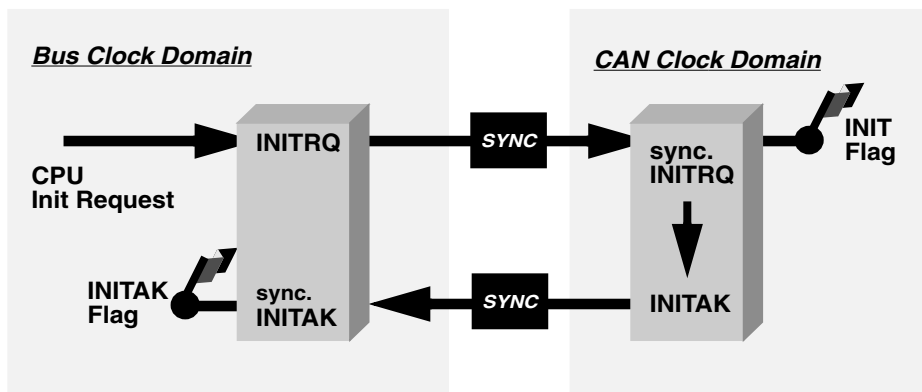 Bus Clock Domain
CAN Clock Domain
INITRQ
SYNC
sync.
INITRQ
INIT
Flag
CPU
Init Request
INITAK
Flag
sync.
INITAK
SYNC
INITAK